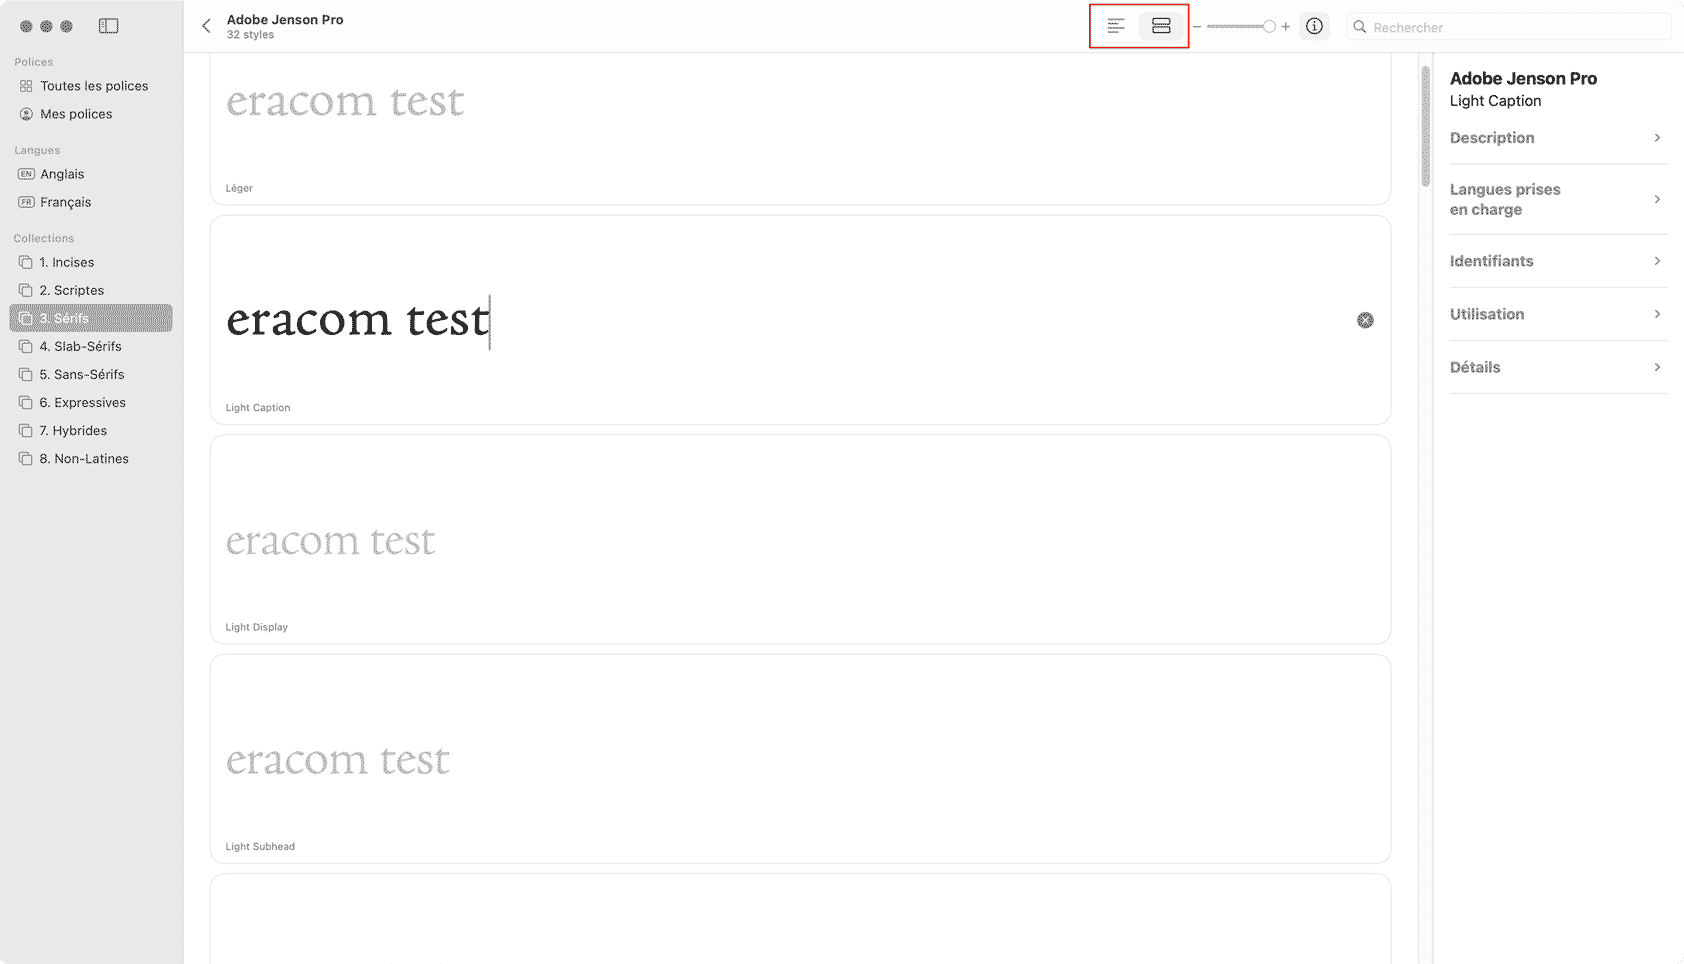 Adobe Jenson Pro
32 styles
Rechercher
Polices
Toutes les polices
Mes polices
Langues
EN Anglais
FR Français
Collections
1. Incises
2. Scriptes
3. Sérifs
4. Slab-Sérifs
5. Sans-Sérifs
6. Expressives
7. Hybrides
8. Non-Latines
eracom test
Léger
eracom test
Light Caption
eracom test
Light Display
eracom test
Light Subhead
Adobe Jenson Pro
Light Caption
Description
Langues prises
en charge
Identifiants
Utilisation
Détails